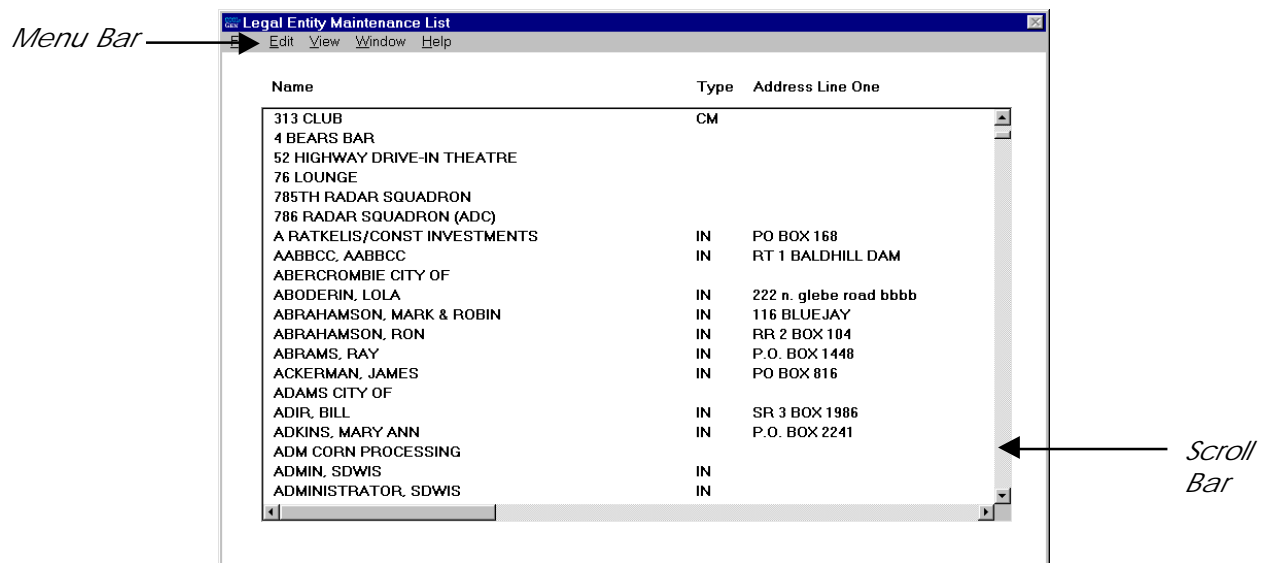 Legal Entity Maintenance List
Menu Bar
Edit View Window Help
Name Type Address Line One
313 CLUB CM
4 BEARS BAR
52 HIGHWAY DRIVE-IN THEATRE
76 LOUNGE
785TH RADAR SQUADRON
786 RADAR SQUADRON (ADC)
A RATKELIS/CONST INVESTMENTS IN PO BOX 168
AABBCC, AABBCC IN RT 1 BALDHILL DAM
ABERCROMBIE CITY OF
ABODERIN, LOLA IN 222 n. glebe road bbbb
ABRAHAMSON, MARK & ROBIN IN 116 BLUEJAY
ABRAHAMSON, RON IN RR 2 BOX 104
ABRAMS, RAY IN P.O. BOX 1448
ACKERMAN, JAMES IN PO BOX 816
ADAMS CITY OF
ADIR, BILL IN SR 3 BOX 1986
ADKINS, MARY ANN IN P.O. BOX 2241
ADM CORN PROCESSING
ADMIN, SDWIS IN
ADMINISTRATOR, SDWIS IN
Scroll
Bar